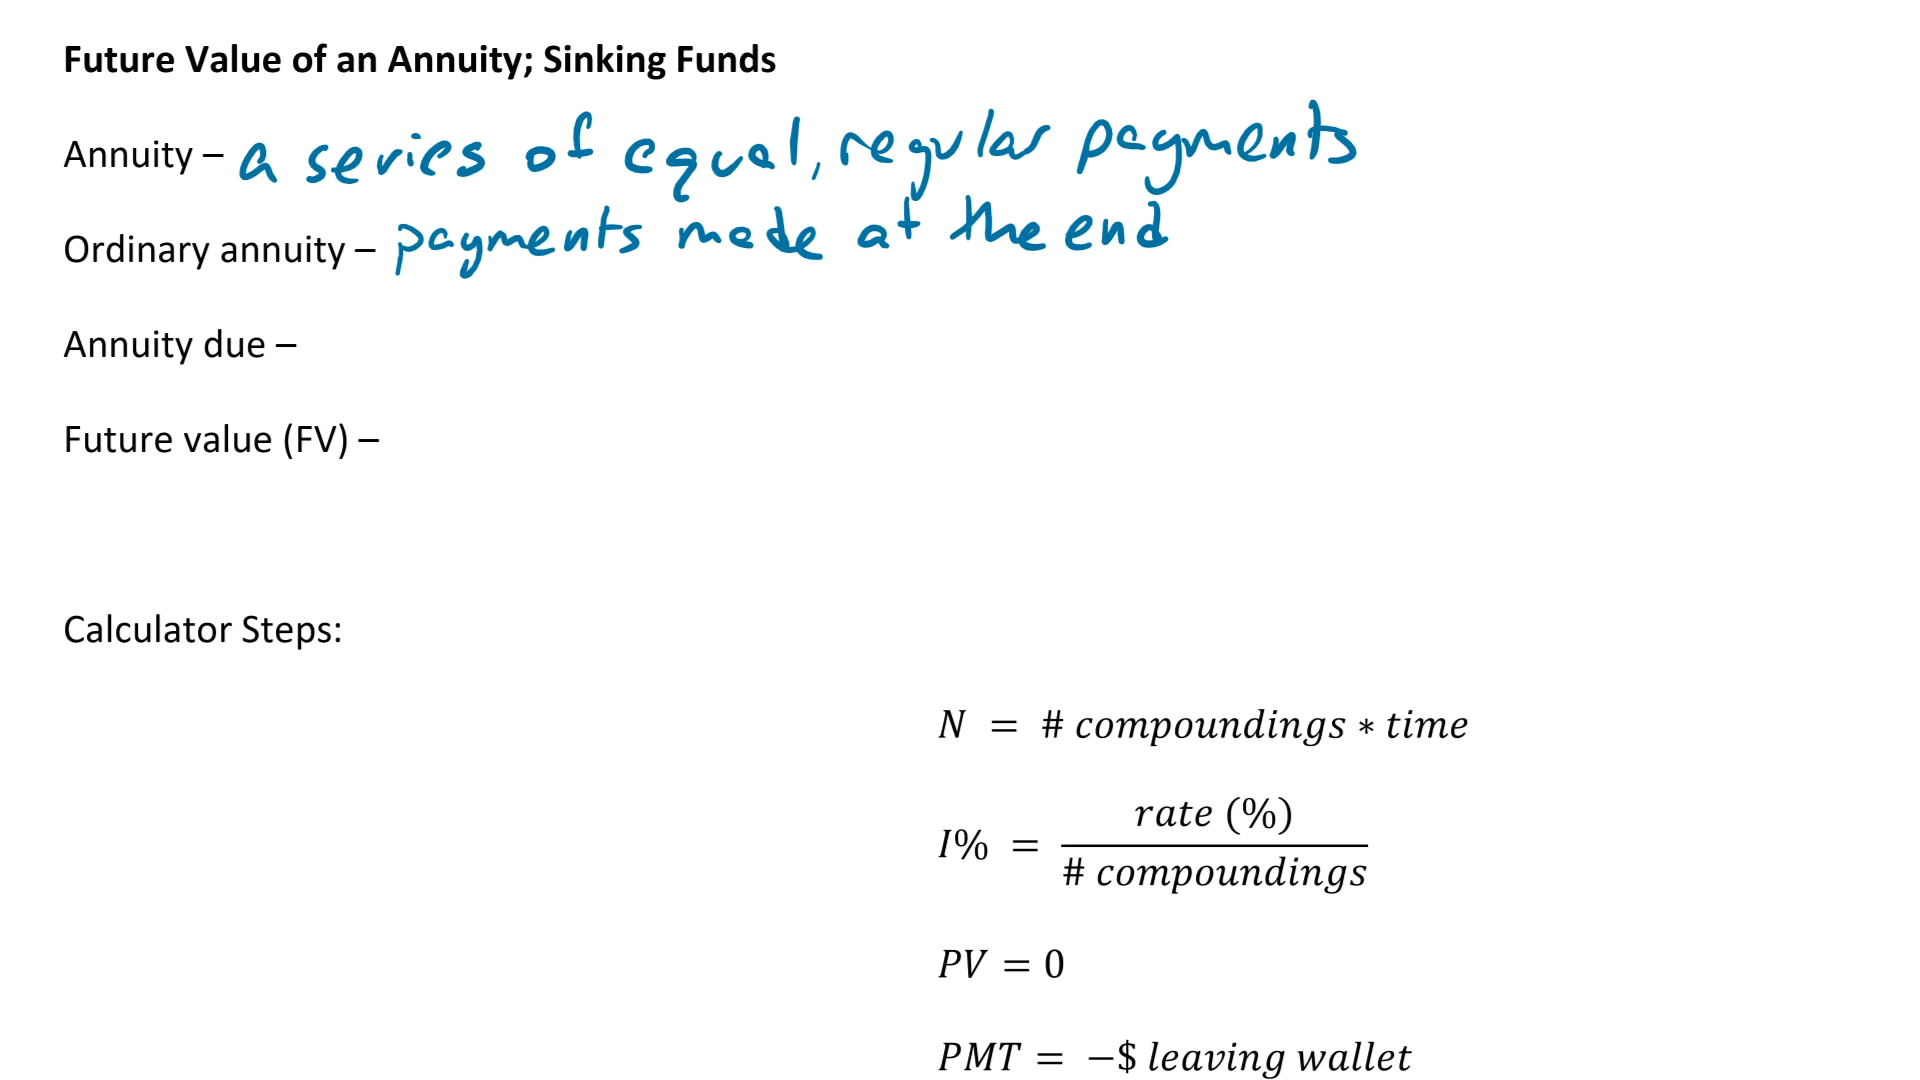 Future Value of an Annuity; Sinking Funds
Annuity – a series of equal, regular payments
Ordinary annuity – payments made at the end
Annuity due –
Future value (FV) –
Calculator Steps:
N = # compoundings * time
I% = rate (%) / # compoundings
PV = 0
PMT = −$ leaving wallet